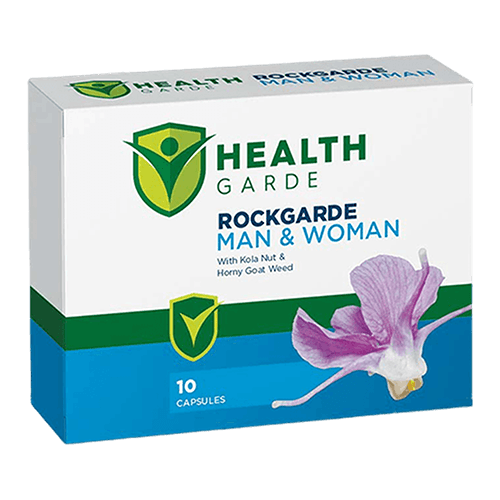 HEALTH
GARDE
ROCKGARDE
MAN & WOMAN
HEALTH
GARDE
ROCKGARDE
MAN & WOMAN
With Kola Nut &
Horny Goat Weed
10
CAPSULES